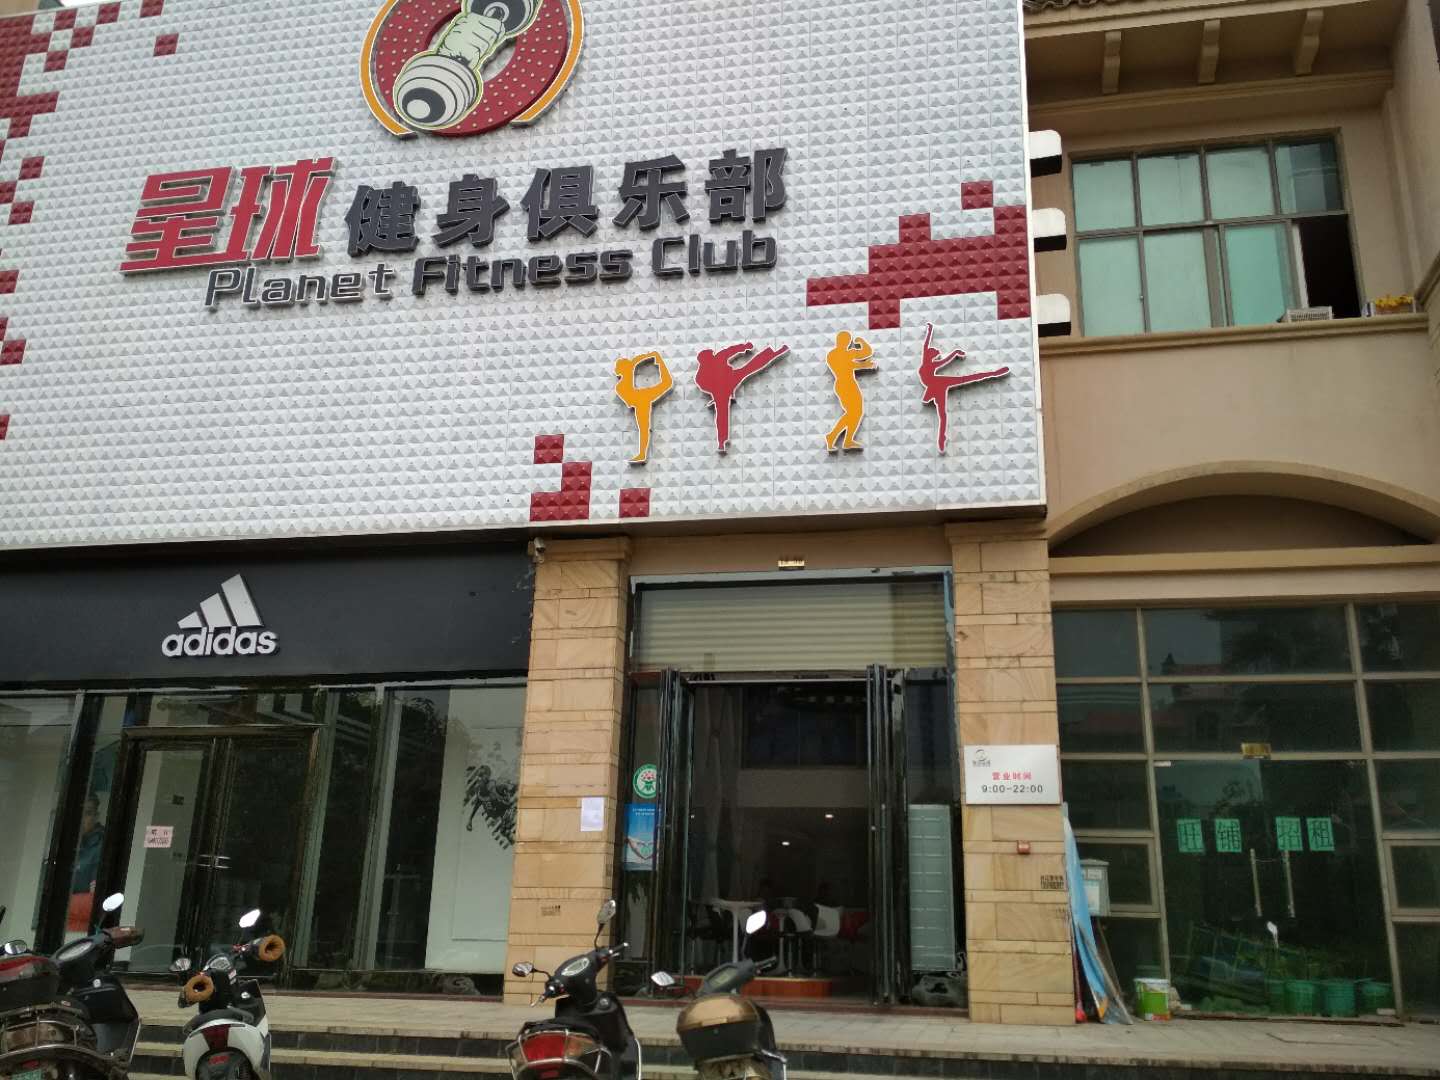 星球 健身俱乐部
Planet Fitness Club
adidas
营业时间
9:00-22:00
旺 铺 招 租